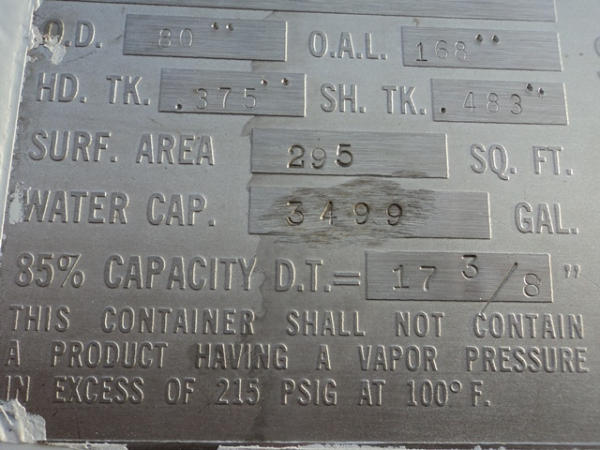 O.D. 80" O.A.L. 168"
HD. TK. .375" SH. TK. .483"
SURF. AREA 295 SQ. FT.
WATER CAP. 3499 GAL.
85% CAPACITY D.T.= 17 3/8"
THIS CONTAINER SHALL NOT CONTAIN
A PRODUCT HAVING A VAPOR PRESSURE
IN EXCESS OF 215 PSIG AT 100° F.